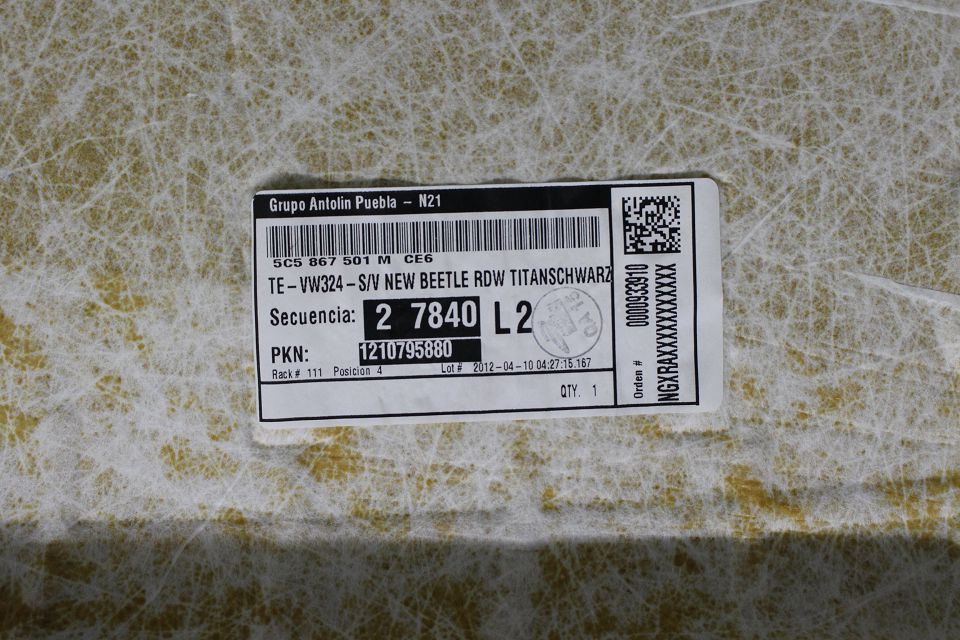 Grupo Antolin Puebla - N21
5C5 867 501 M CE6
TE-VW324-S/V NEW BEETLE RDW TITANSCHWARZ
Secuencia: 2 7840 L2
PKN: 1210795880
Rack# 111 Posicion 4 Lot# 2012-04-10 04:27:15.167
QTY. 1
Orden # 0000933910
NGXRAXXXXXXXXXXXXX